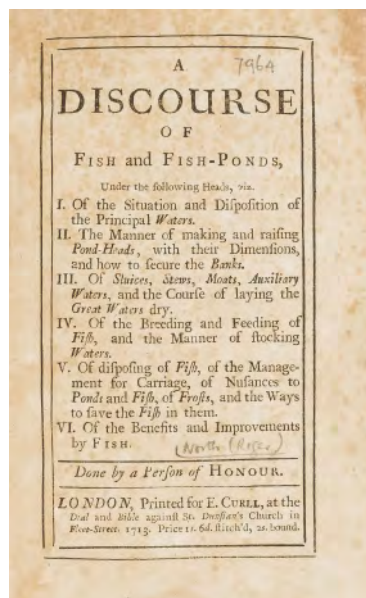 A
796A
DISCOURSE
OF
FISH and FISH-PONDS,
Under the following Heads, viz.
I. Of the Situation and Diſpoſition of
the Principal Waters.
II. The Manner of making and raiſing
Pond-Heads, with their Dimenſions,
and how to ſecure the Banks.
III. Of Sluices, Stews, Moats, Auxiliary
Waters, and the Courſe of laying the
Great Waters dry.
IV. Of the Breeding and Feeding of
Fiſh, and the Manner of ſtocking
Waters.
V. Of diſpoſing of Fiſh, of the Manage-
ment for Carriage, of Nuſances to
Ponds and Fiſh, of Froſts, and the Ways
to ſave the Fiſh in them.
VI. Of the Benefits and Improvements
by FISH.
(North (Roger)
Done by a Perſon of HONOUR.
LONDON, Printed for E. CURLL, at the
Dial and Bible againſt St. Dunſtan's Church in
Fleet-Street. 1713. Price 1s. 6d. ſtitch'd, 2s. bound.